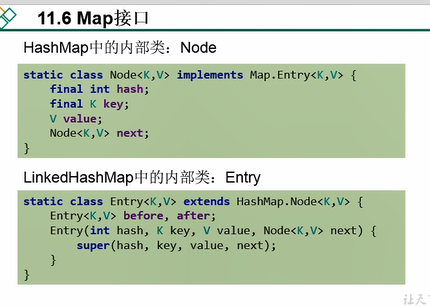 11.6 Map接口
HashMap中的内部类：Node
static class Node<K,V> implements Map.Entry<K,V> {
    final int hash;
    final K key;
    V value;
    Node<K,V> next;
}
LinkedHashMap中的内部类：Entry
static class Entry<K,V> extends HashMap.Node<K,V> {
    Entry<K,V> before, after;
    Entry(int hash, K key, V value, Node<K,V> next) {
        super(hash, key, value, next);
    }
}